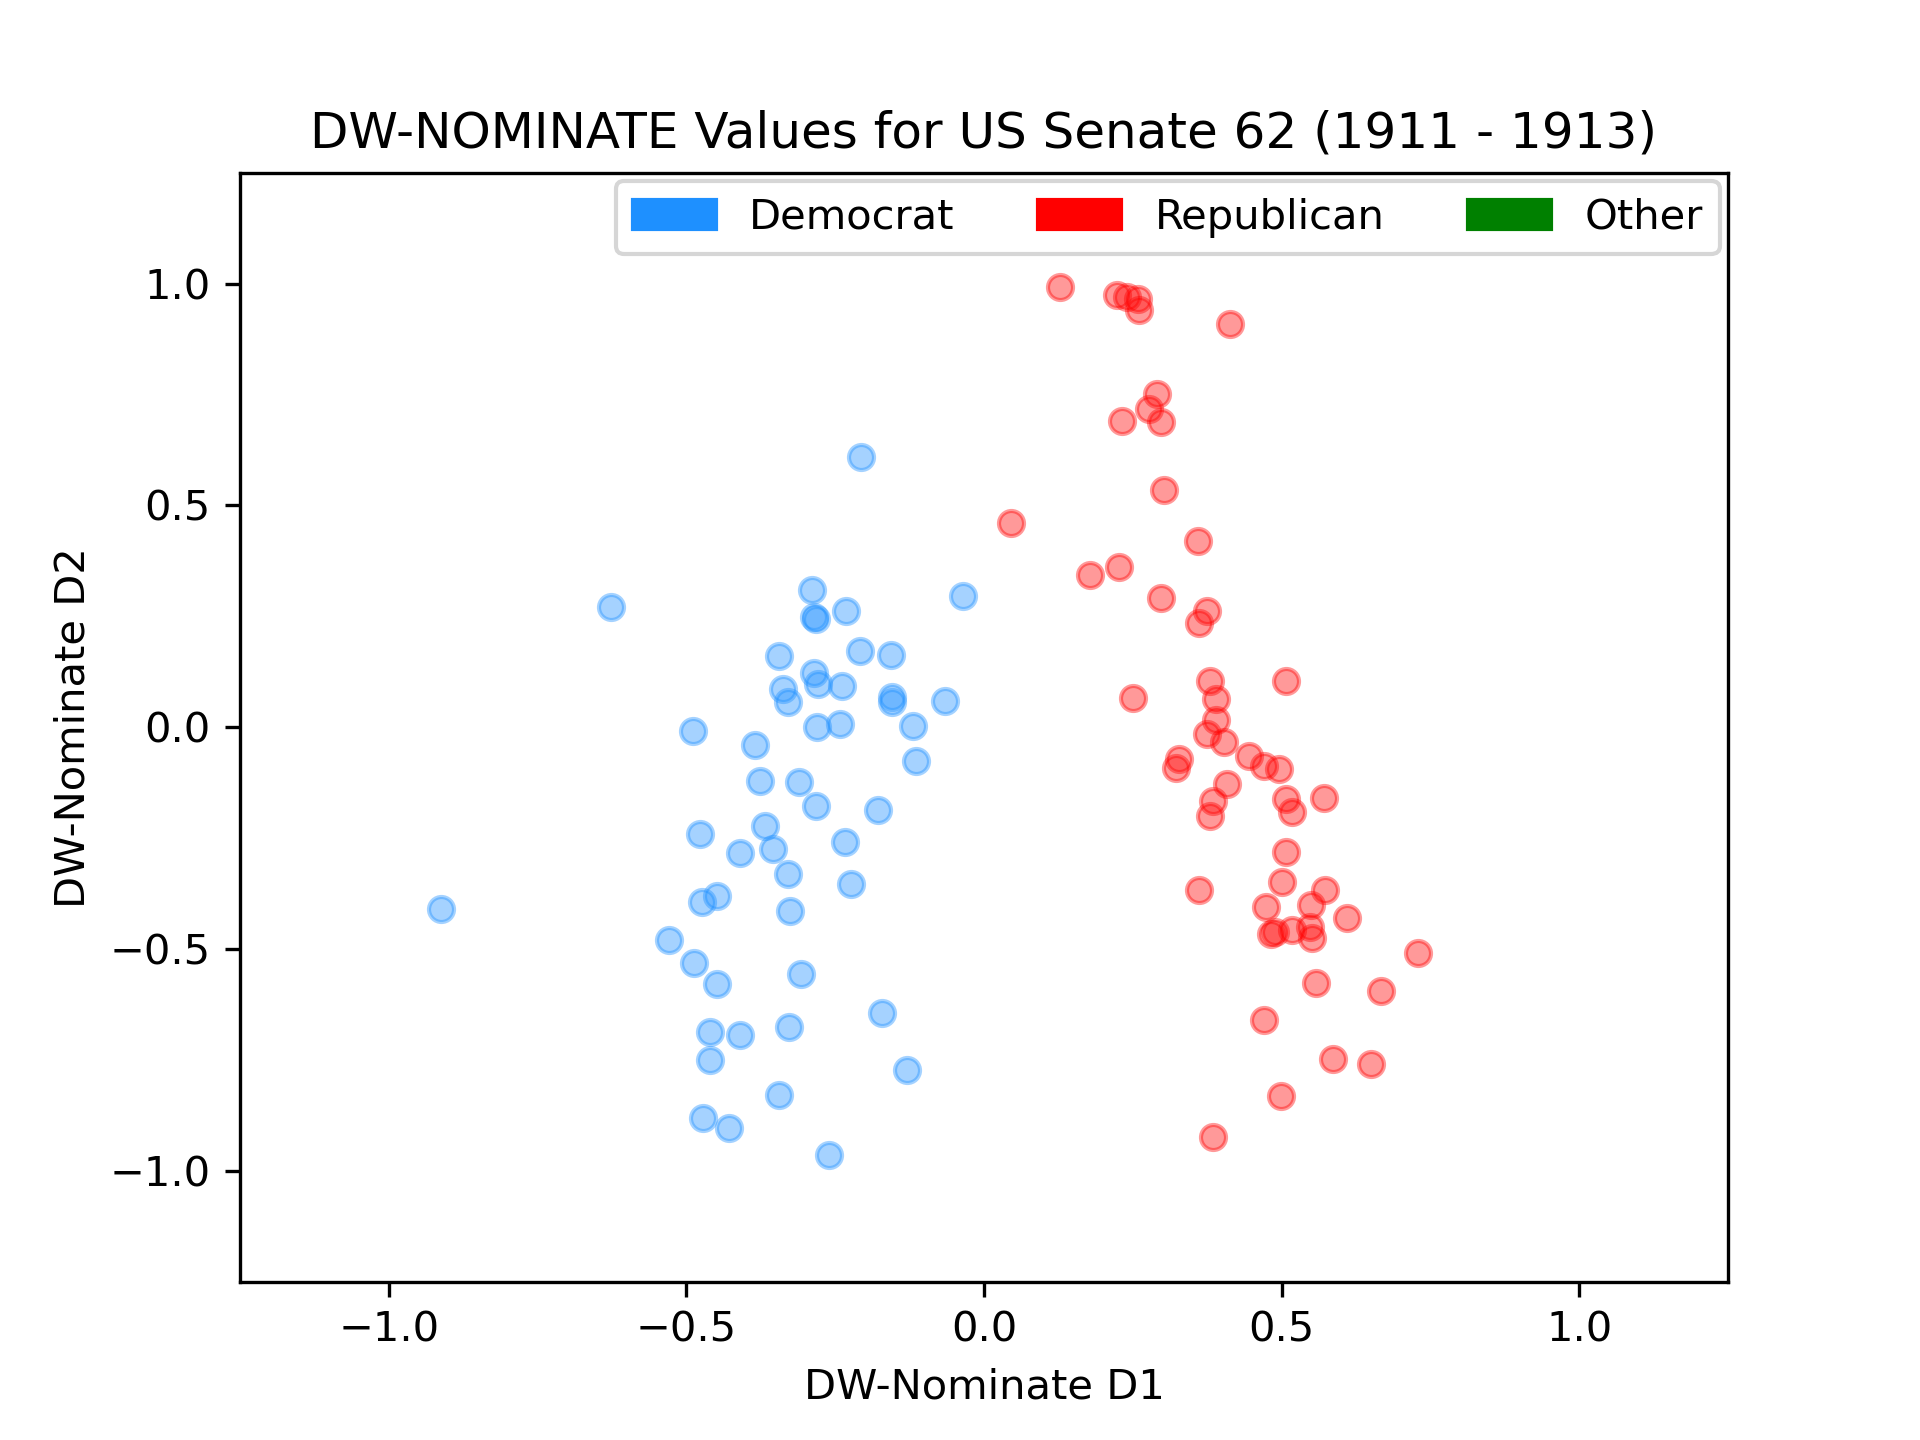 DW-NOMINATE Values for US Senate 62 (1911 - 1913)
Democrat Republican Other
1.0
0.5
0.0
−0.5
−1.0
DW-Nominate D2
−1.0 −0.5 0.0 0.5 1.0
DW-Nominate D1